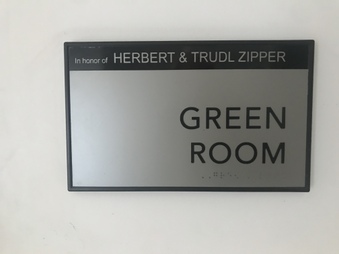 In honor of HERBERT & TRUDL ZIPPER
GREEN
ROOM